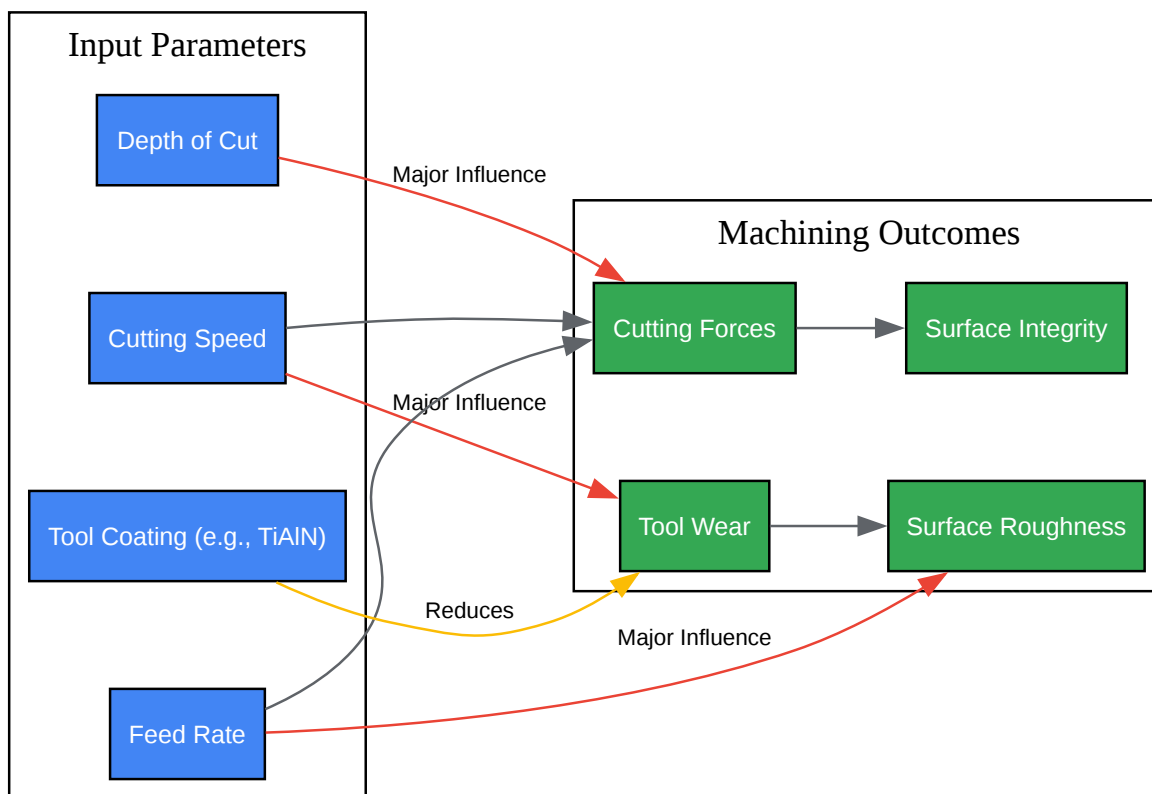 Input Parameters
Depth of Cut
Major Influence
Machining Outcomes
Cutting Speed
Cutting Forces
Surface Integrity
Major Influence
Tool Coating (e.g., TiAlN)
Tool Wear
Surface Roughness
Reduces
Major Influence
Feed Rate